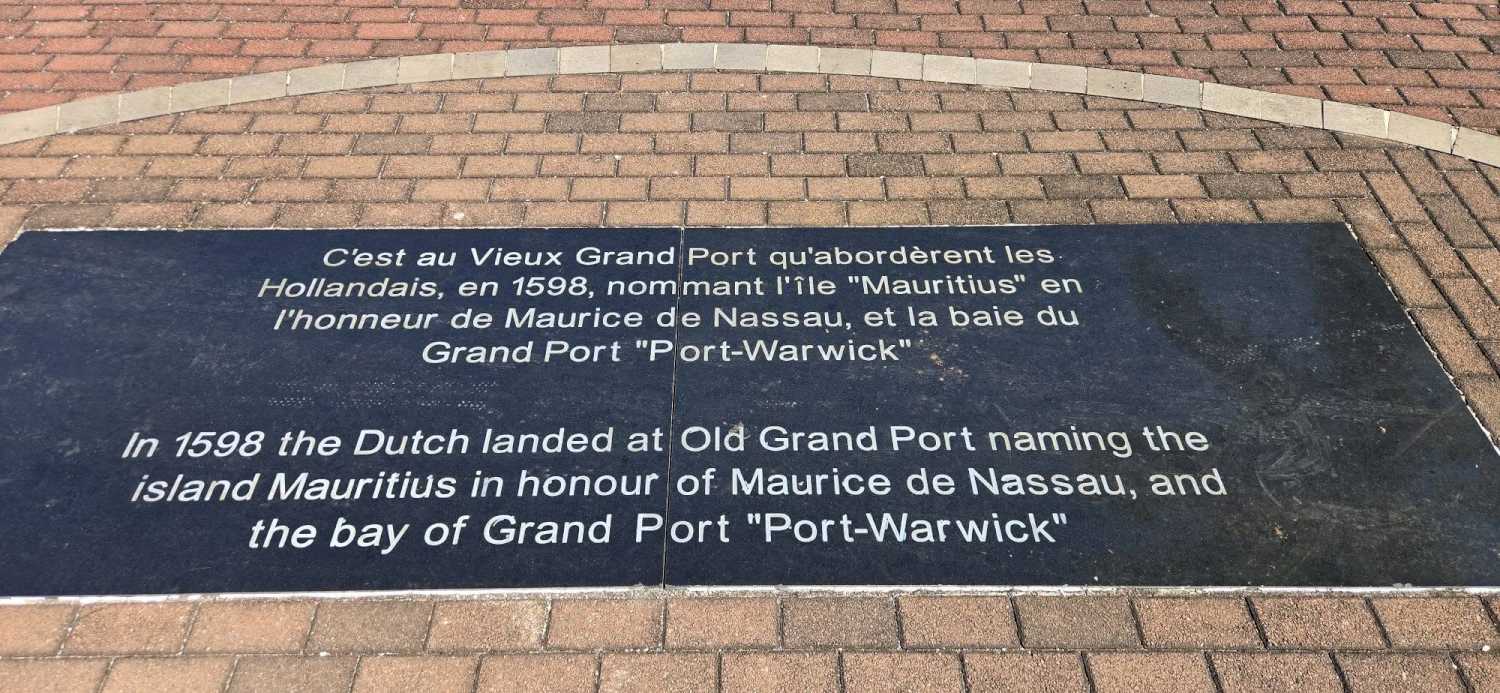 C'est au Vieux Grand Port qu'abordèrent les
Hollandais, en 1598, nommant l'île "Mauritius" en
l'honneur de Maurice de Nassau, et la baie du
Grand Port "Port-Warwick"
In 1598 the Dutch landed at Old Grand Port naming the
island Mauritius in honour of Maurice de Nassau, and
the bay of Grand Port "Port-Warwick"